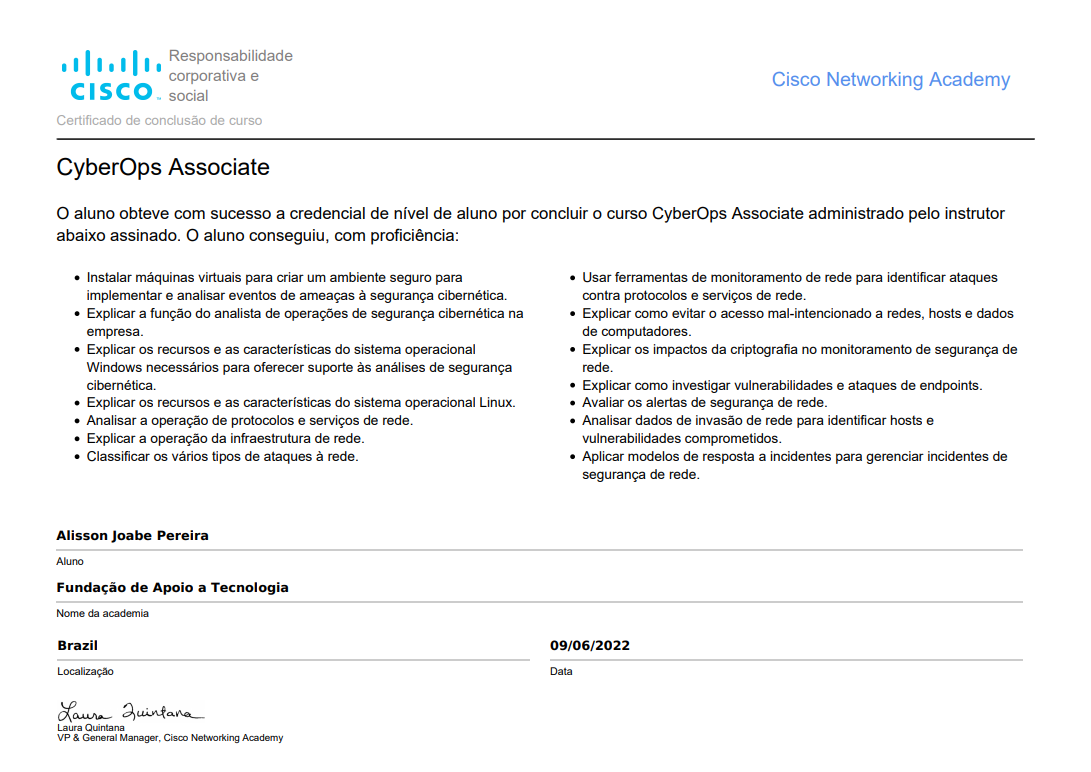 Responsabilidade
corporativa e
social
CISCO™
Certificado de conclusão de curso
Cisco Networking Academy
CyberOps Associate
O aluno obteve com sucesso a credencial de nível de aluno por concluir o curso CyberOps Associate administrado pelo instrutor
abaixo assinado. O aluno conseguiu, com proficiência:
• Instalar máquinas virtuais para criar um ambiente seguro para
implementar e analisar eventos de ameaças à segurança cibernética.
• Explicar a função do analista de operações de segurança cibernética na
empresa.
• Explicar os recursos e as características do sistema operacional
Windows necessários para oferecer suporte às análises de segurança
cibernética.
• Explicar os recursos e as características do sistema operacional Linux.
• Analisar a operação de protocolos e serviços de rede.
• Explicar a operação da infraestrutura de rede.
• Classificar os vários tipos de ataques à rede.
• Usar ferramentas de monitoramento de rede para identificar ataques
contra protocolos e serviços de rede.
• Explicar como evitar o acesso mal-intencionado a redes, hosts e dados
de computadores.
• Explicar os impactos da criptografia no monitoramento de segurança de
rede.
• Explicar como investigar vulnerabilidades e ataques de endpoints.
• Avaliar os alertas de segurança de rede.
• Analisar dados de invasão de rede para identificar hosts e
vulnerabilidades comprometidos.
• Aplicar modelos de resposta a incidentes para gerenciar incidentes de
segurança de rede.
Alisson Joabe Pereira
Aluno
Fundação de Apoio a Tecnologia
Nome da academia
Brazil
Localização
09/06/2022
Data
Laura Quintana
Laura Quintana
VP & General Manager, Cisco Networking Academy